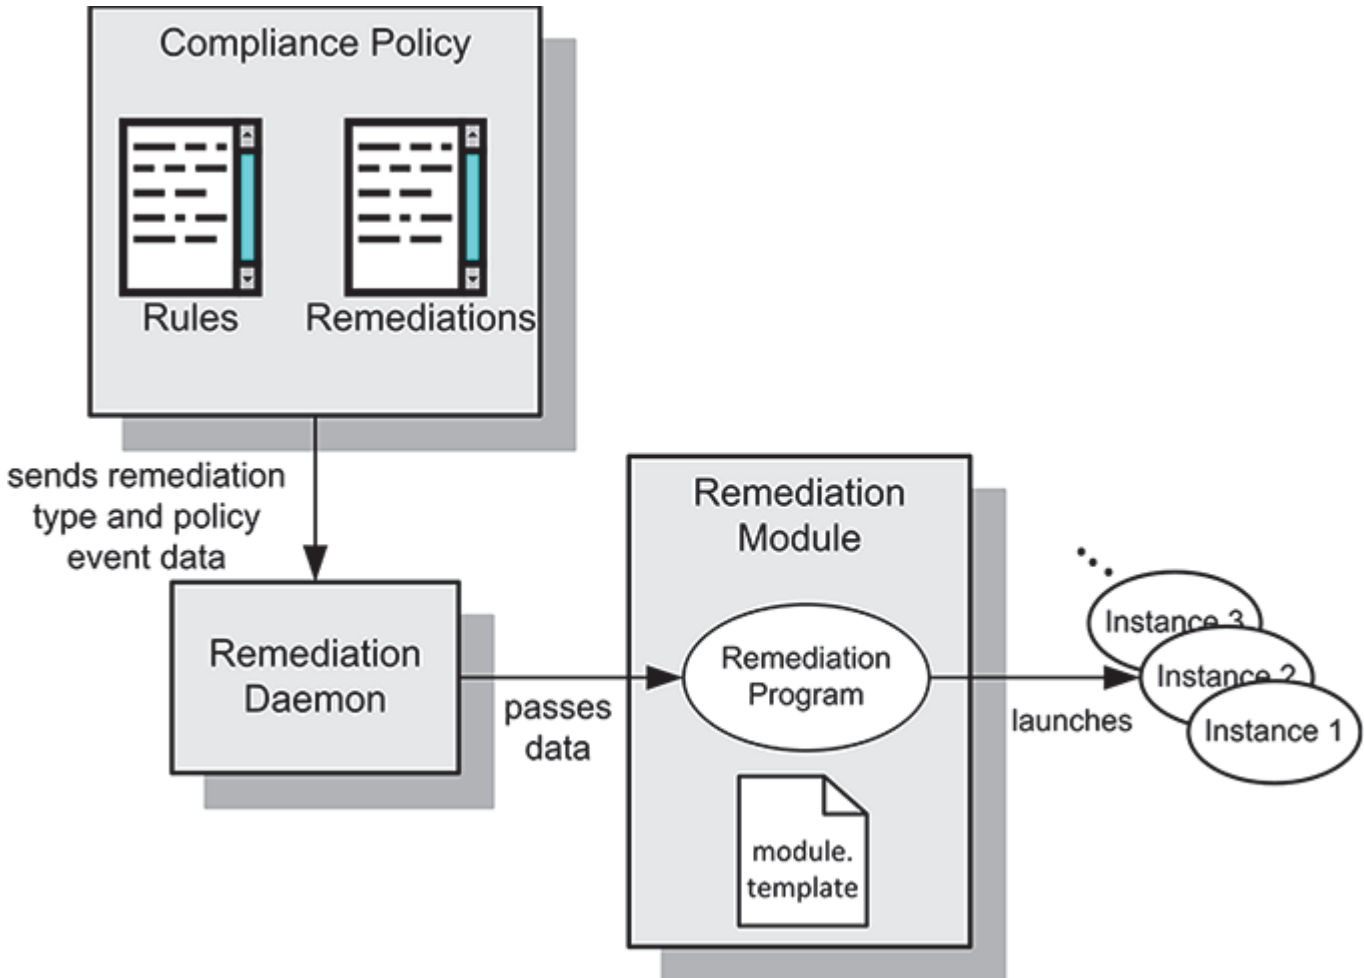 Compliance Policy
Rules
Remediations
sends remediation
type and policy
event data
Remediation
Daemon
passes
data
Remediation
Module
Remediation
Program
module.
template
launches
Instance 3
Instance 2
Instance 1